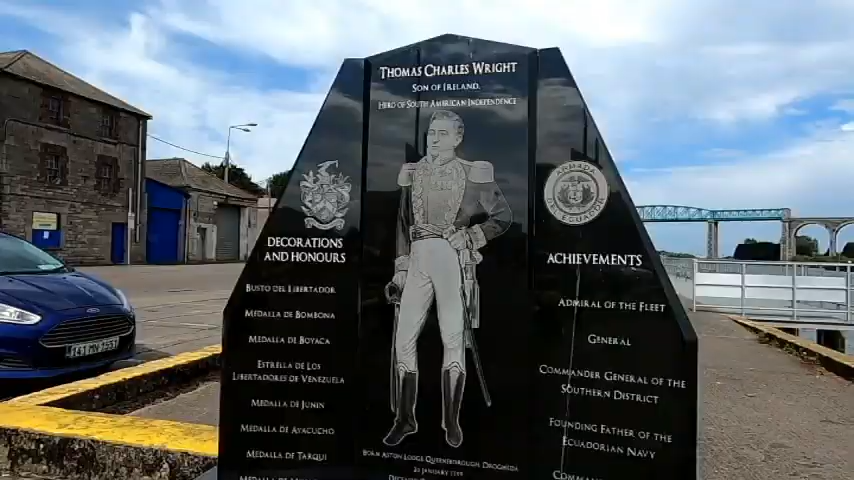 THOMAS CHARLES WRIGHT
SON OF IRELAND.
HERO OF SOUTH AMERICAN INDEPENDENCE
DECORATIONS
AND HONOURS
BUSTO DEL LIBERTADOR
MEDALLA DE BOMBONA
MEDALLA DE BOYACA
ESTRELLA DE LOS
LIBERTADORES DE VENEZUELA
MEDALLA DE JUNIN
MEDALLA DE AYACUCHO
MEDALLA DE TARQUI
BORN ASTON LODGE QUEENSBOROUGH, DROGHEDA
ARMADA
DEL ECUADOR
ACHIEVEMENTS
ADMIRAL OF THE FLEET
GENERAL
COMMANDER GENERAL OF THE
SOUTHERN DISTRICT
FOUNDING FATHER OF THE
ECUADORIAN NAVY